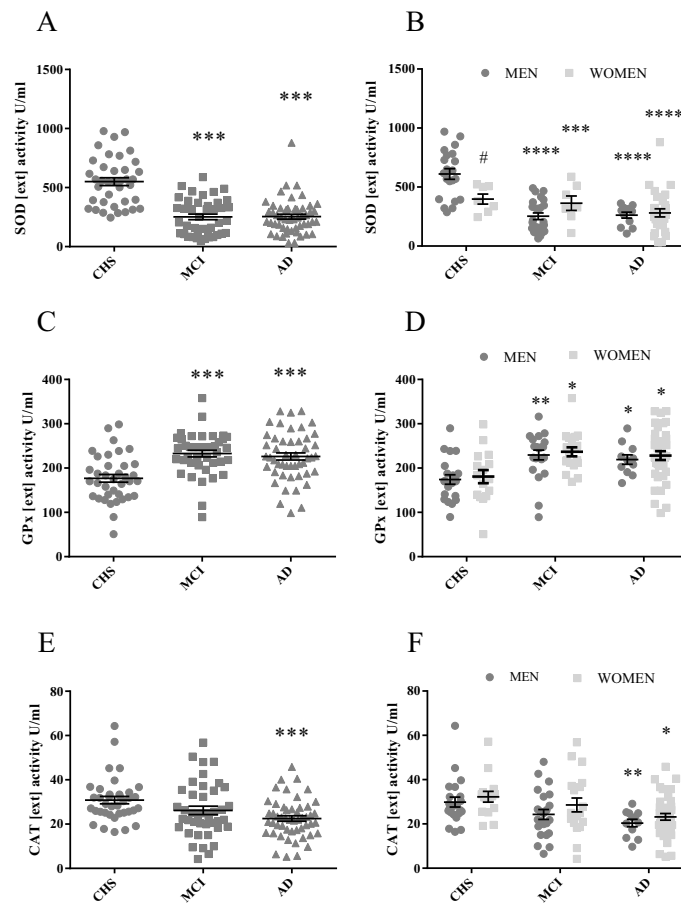 A
SOD [ext] activity U/ml
1500
1000
500
0
***
***
CHS
MCI
AD
B
SOD [ext] activity U/ml
1500
1000
500
0
MEN
WOMEN
#
****
***
****
****
CHS
MCI
AD
C
GPx [ext] activity U/ml
400
300
200
100
0
***
***
CHS
MCI
AD
D
GPx [ext] activity U/ml
400
300
200
100
0
MEN
WOMEN
**
*
*
*
CHS
MCI
AD
E
CAT [ext] activity U/ml
80
60
40
20
0
***
CHS
MCI
AD
F
CAT [ext] activity U/ml
80
60
40
20
0
MEN
WOMEN
**
*
CHS
MCI
AD